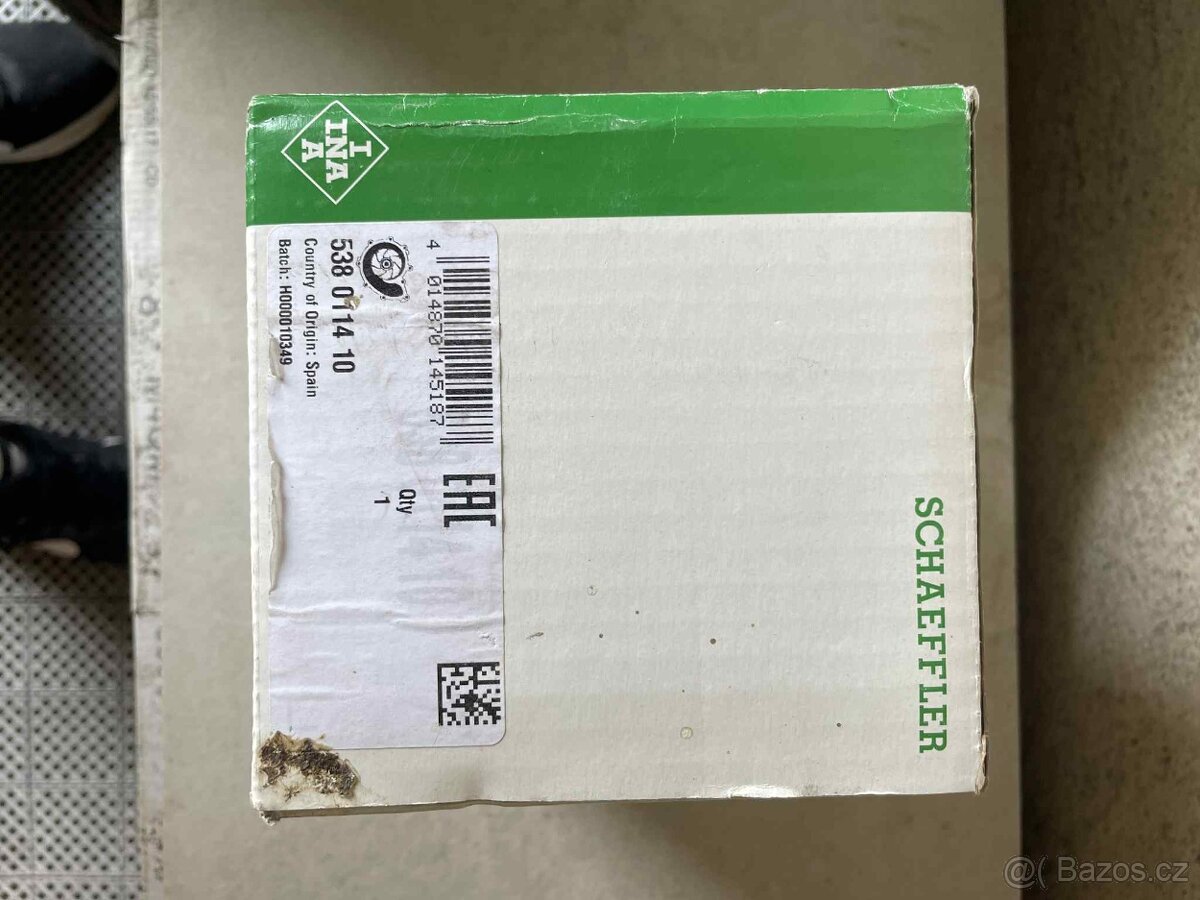 I
INA
A
4 014870 145187
538 0114 10
Country of Origin: Spain
Batch: H000010349
EAC
Qty
1
SCHAEFFLER
@( Bazos.cz